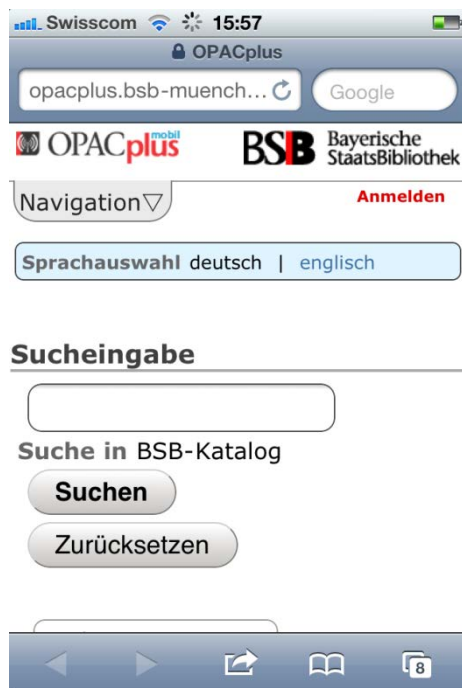 Swisscom 15:57
OPACplus
opacplus.bsb-muench...
Google
OPACplus mobil
BSB Bayerische
StaatsBibliothek
Navigation▽
Anmelden
Sprachauswahl deutsch | englisch
Sucheingabe
Suche in BSB-Katalog
Suchen
Zurücksetzen
8